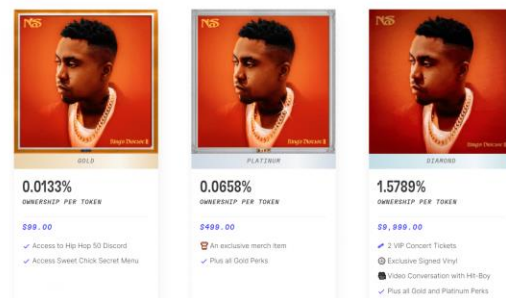 NAS
King's Disease II
GOLD
0.0133%
OWNERSHIP PER TOKEN
$99.00
Access to Hip Hop 50 Discord
Access Sweet Chick Secret Menu
NAS
King's Disease II
PLATINUM
0.0658%
OWNERSHIP PER TOKEN
$499.00
An exclusive merch item
Plus all Gold Perks
NAS
King's Disease II
DIAMOND
1.5789%
OWNERSHIP PER TOKEN
$9,999.00
2 VIP Concert Tickets
Exclusive Signed Vinyl
Video Conversation with Hit-Boy
Plus all Gold and Platinum Perks